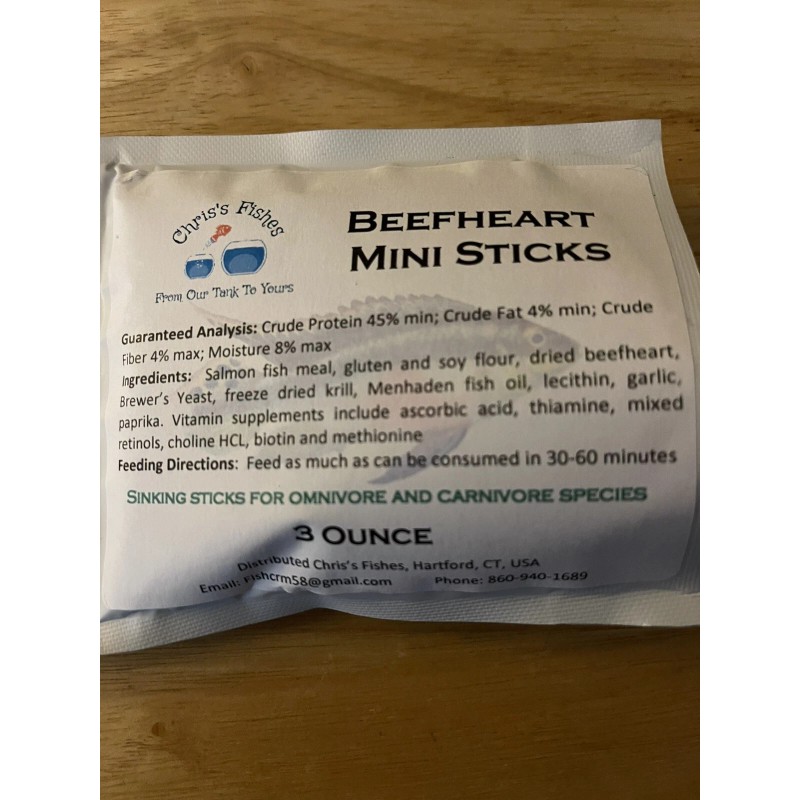 Chris's Fishes
From Our Tank To Yours
BEEFHEART
MINI STICKS
Guaranteed Analysis: Crude Protein 45% min; Crude Fat 4% min; Crude
Fiber 4% max; Moisture 8% max
Ingredients: Salmon fish meal, gluten and soy flour, dried beefheart,
Brewer's Yeast, freeze dried krill, Menhaden fish oil, lecithin, garlic,
paprika. Vitamin supplements include ascorbic acid, thiamine, mixed
retinols, choline HCL, biotin and methionine
Feeding Directions: Feed as much as can be consumed in 30-60 minutes
SINKING STICKS FOR OMNIVORE AND CARNIVORE SPECIES
3 OUNCE
Distributed Chris's Fishes, Hartford, CT, USA
Email: Fishcrm58@gmail.com Phone: 860-940-1689